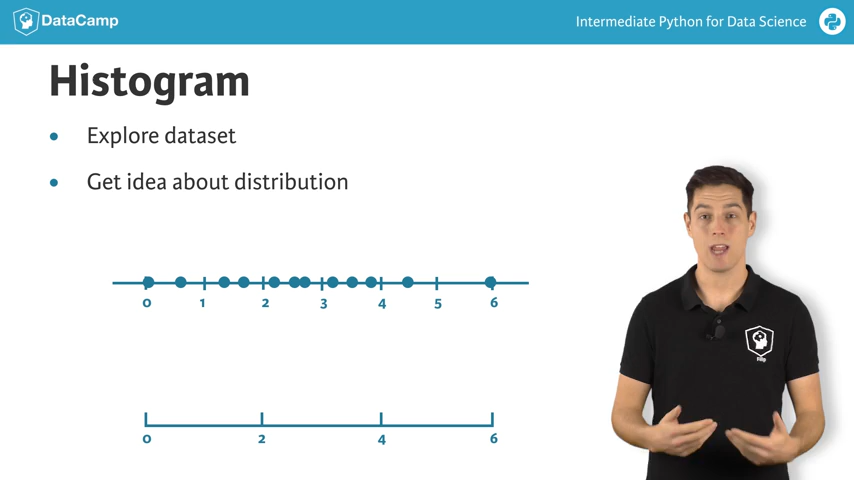 DataCamp
Intermediate Python for Data Science
Histogram
Explore dataset
Get idea about distribution
0 1 2 3 4 5 6
0 2 4 6